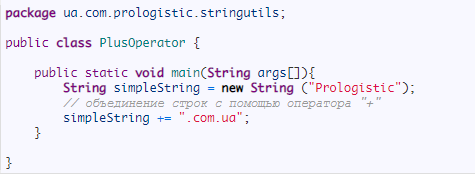 package ua.com.prologistic.stringutils;
public class PlusOperator {
public static void main(String args[]){
String simpleString = new String ("Prologistic");
// объединение строк с помощью оператора "+"
simpleString += ".com.ua";
}
}